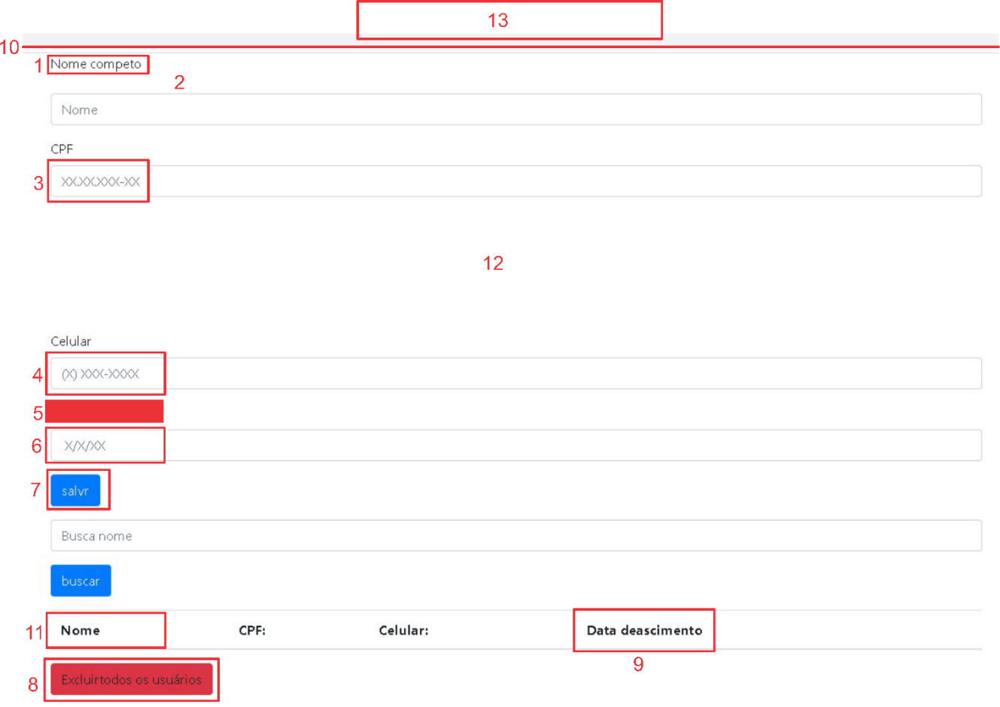 13
10
1 Nome competo
2
Nome
CPF
3 XX.XX.XXX-XX
12
Celular
4 (X) XXX-XXXX
5
6 X/X/XX
7 salvr
Busca nome
buscar
11 Nome CPF: Celular: Data deascimento
9
8 Excluirtodos os usuários